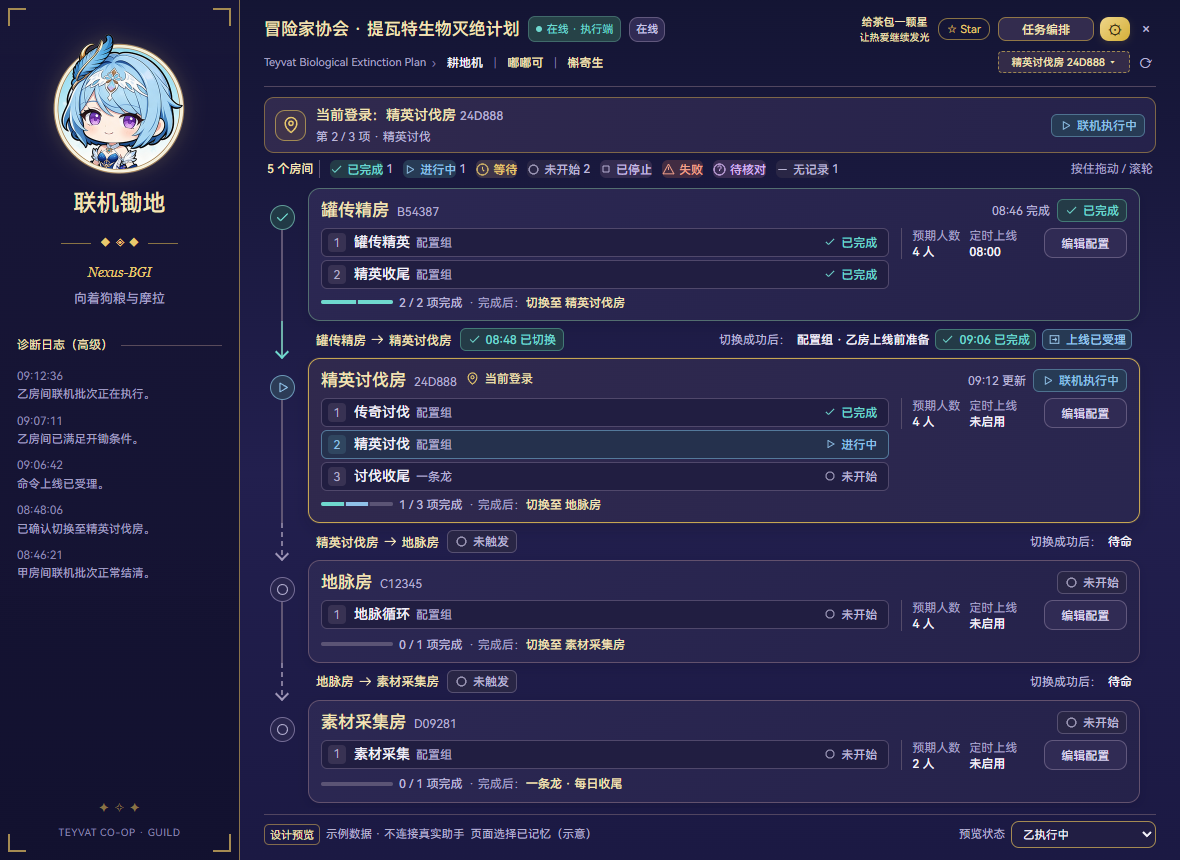 联机锄地
Nexus-BGI
向着狗粮与摩拉
诊断日志（高级）
09:12:36
乙房间联机批次正在执行。
09:07:11
乙房间已满足开锄条件。
09:06:42
命令上线已受理。
08:48:06
已确认切换至精英讨伐房。
08:46:21
甲房间联机批次正常结清。
TEYVAT CO-OP · GUILD
冒险家协会 · 提瓦特生物灭绝计划 在线 · 执行端 在线
给茶包一颗星
让热爱继续发光
☆ Star 任务编排 ×
Teyvat Biological Extinction Plan › 耕地机 | 嘟嘟可 | 槲寄生
精英讨伐房 24D888
当前登录：精英讨伐房 24D888
第 2 / 3 项 · 精英讨伐
联机执行中
5 个房间 已完成 1 进行中 1 等待 未开始 2 已停止 失败 待核对 无记录 1 按住拖动 / 滚轮
罐传精房 B54387 08:46 完成 已完成
1 罐传精英 配置组 已完成
2 精英收尾 配置组 已完成
预期人数 定时上线
4 人 08:00
编辑配置
2 / 2 项完成 · 完成后： 切换至 精英讨伐房
罐传精房 → 精英讨伐房 08:48 已切换 切换成功后： 配置组 · 乙房上线前准备 09:06 已完成 上线已受理
精英讨伐房 24D888 当前登录 09:12 更新 联机执行中
1 传奇讨伐 配置组 已完成
2 精英讨伐 配置组 进行中
3 讨伐收尾 一条龙 未开始
预期人数 定时上线
4 人 未启用
编辑配置
1 / 3 项完成 · 完成后： 切换至 地脉房
精英讨伐房 → 地脉房 未触发 切换成功后： 待命
地脉房 C12345 未开始
1 地脉循环 配置组 未开始
预期人数 定时上线
4 人 未启用
编辑配置
0 / 1 项完成 · 完成后： 切换至 素材采集房
地脉房 → 素材采集房 未触发 切换成功后： 待命
素材采集房 D09281 未开始
1 素材采集 配置组 未开始
预期人数 定时上线
2 人 未启用
编辑配置
0 / 1 项完成 · 完成后： 一条龙 · 每日收尾
设计预览 示例数据 · 不连接真实助手 页面选择已记忆（示意） 预览状态 乙执行中